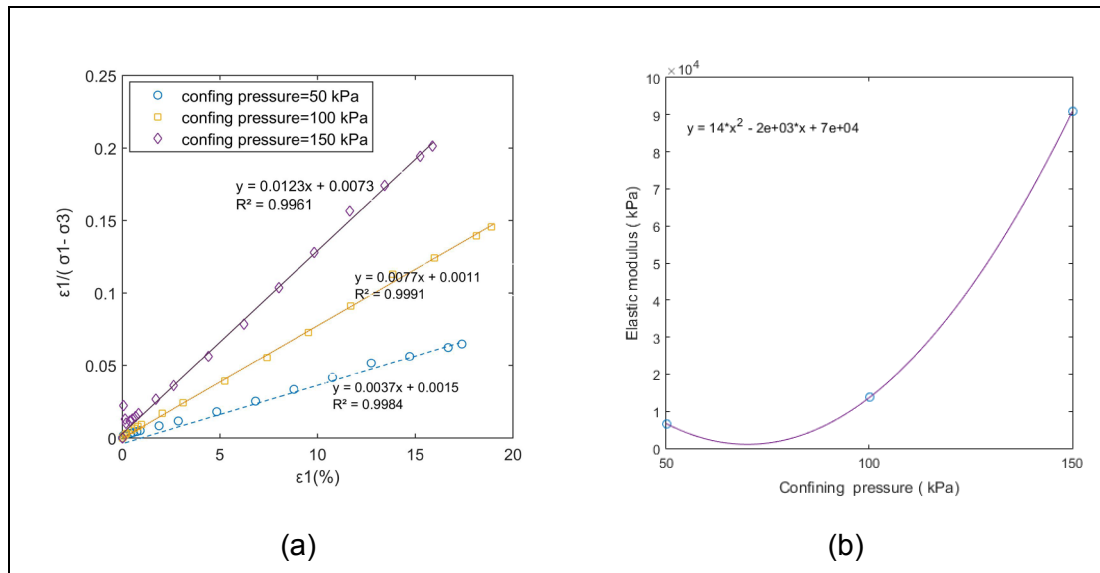 0.25
0.2
0.15
0.1
0.05
0
0 5 10 15 20
ε1/( σ1- σ3)
ε1(%)
confing pressure=50 kPa
confing pressure=100 kPa
confing pressure=150 kPa
y = 0.0123x + 0.0073
R² = 0.9961
y = 0.0077x + 0.0011
R² = 0.9991
y = 0.0037x + 0.0015
R² = 0.9984
(a)
×10⁴
10
9
8
7
6
5
4
3
2
1
0
50 100 150
Elastic modulus ( kPa)
Confining pressure ( kPa)
y = 14*x² - 2e+03*x + 7e+04
(b)